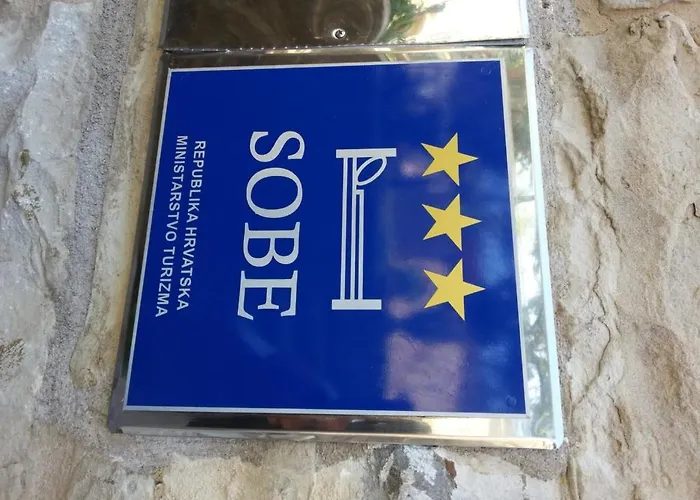 SOBE
REPUBLIKA HRVATSKA
MINISTARSTVO TURIZMA